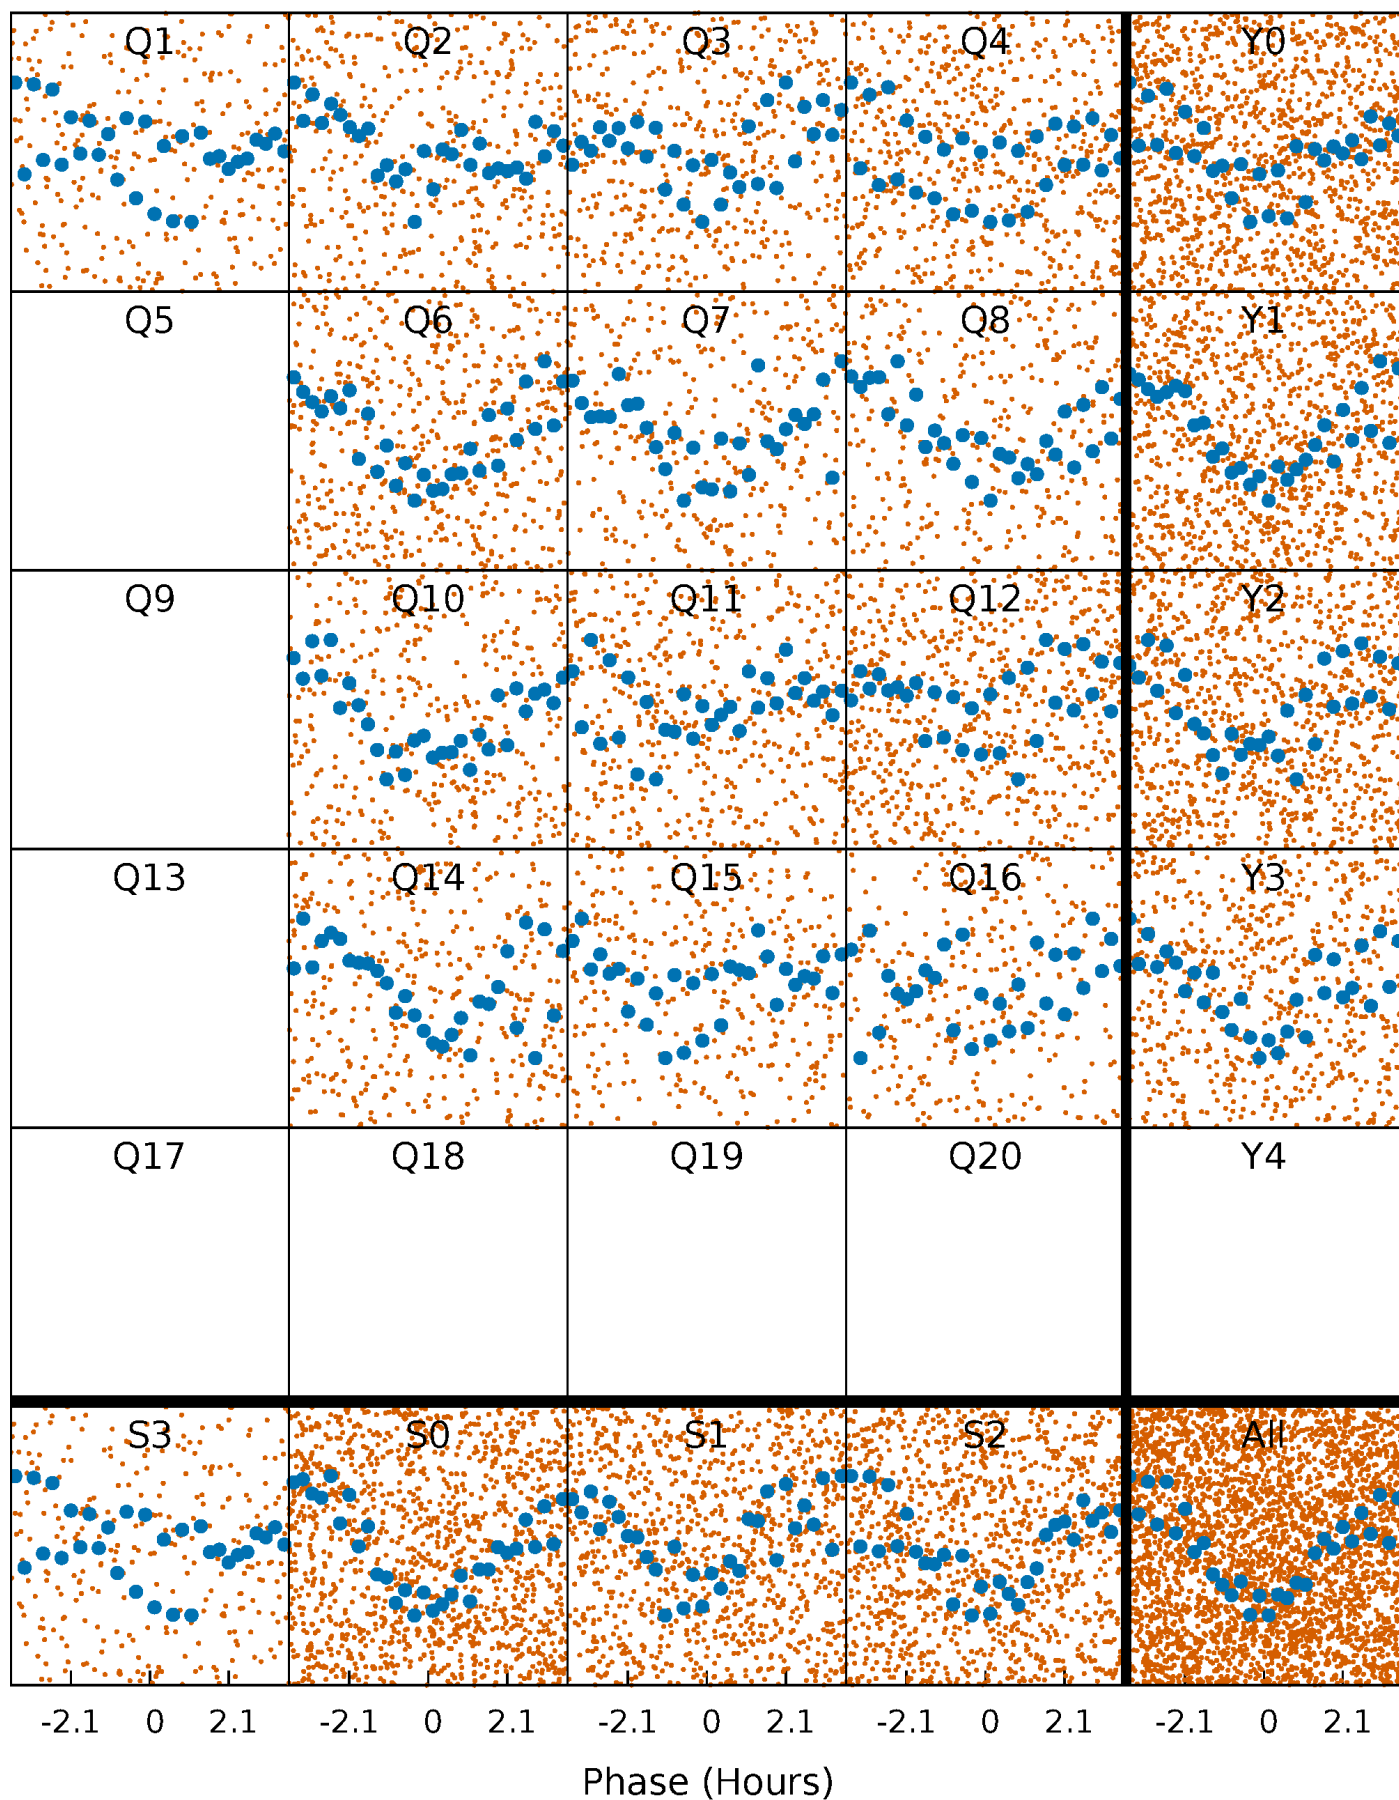 Q1 Q2 Q3 Q4 Y0
Q5 Q6 Q7 Q8 Y1
Q9 Q10 Q11 Q12 Y2
Q13 Q14 Q15 Q16 Y3
Q17 Q18 Q19 Q20 Y4
S3 S0 S1 S2 All
-2.1 0 2.1 -2.1 0 2.1 -2.1 0 2.1 -2.1 0 2.1 -2.1 0 2.1
Phase (Hours)